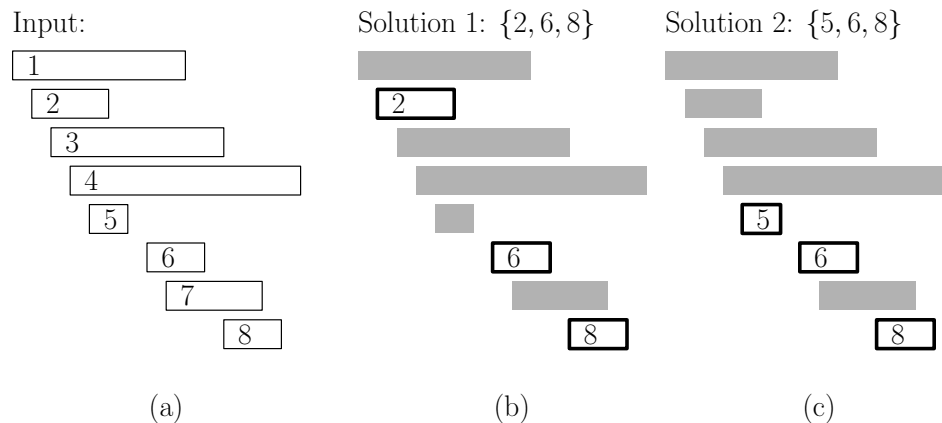 Input:
Solution 1: {2, 6, 8}
Solution 2: {5, 6, 8}
1
2
3
4
5
6
7
8
2
6
8
5
6
8
(a)
(b)
(c)